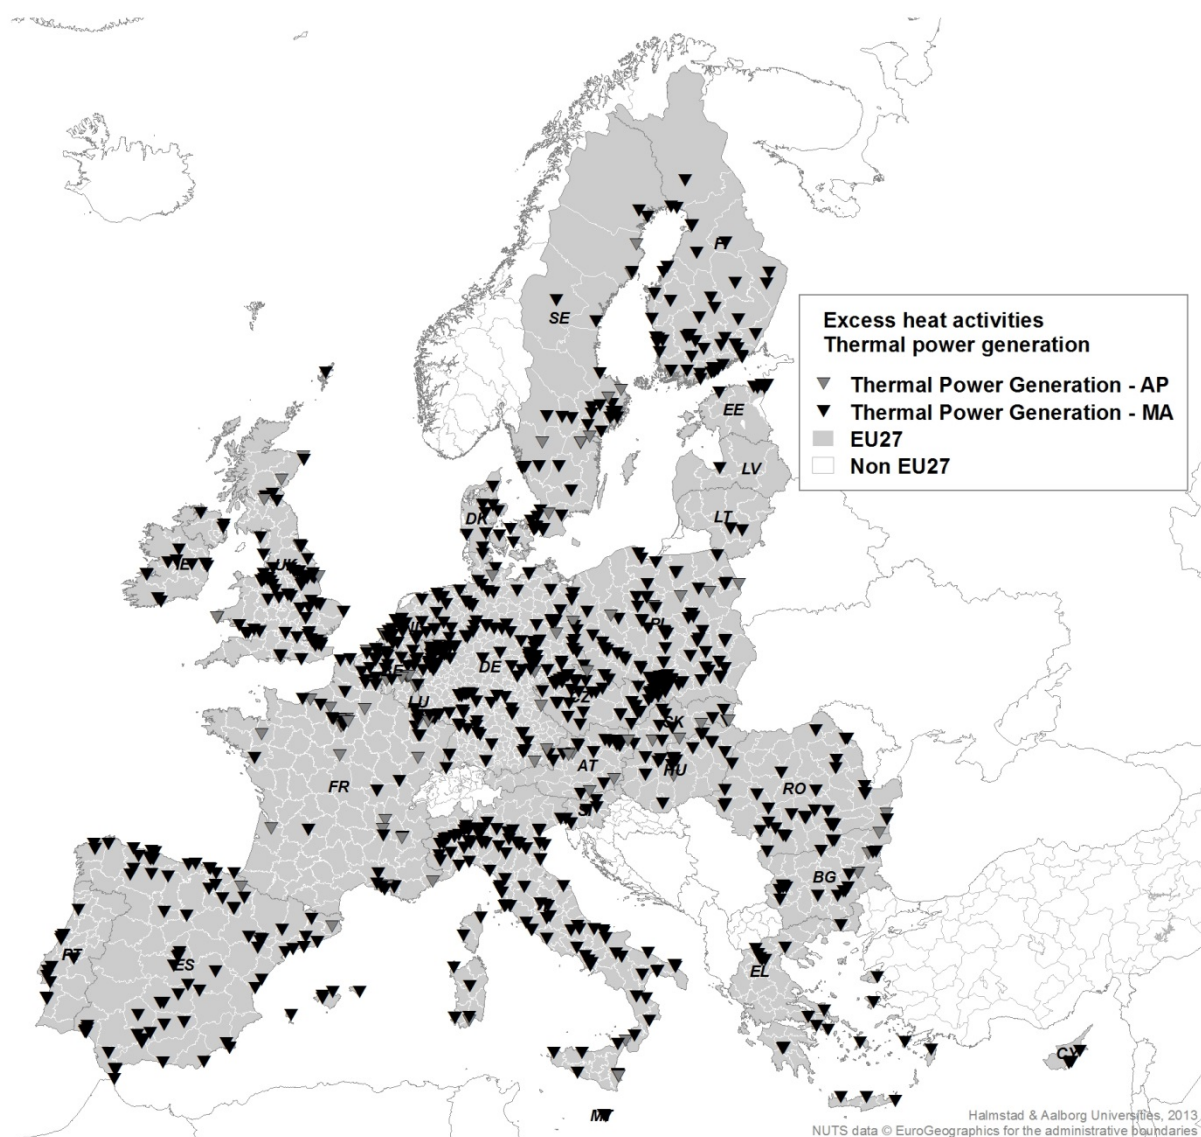 FI
SE
Excess heat activities
Thermal power generation
Thermal Power Generation - AP
Thermal Power Generation - MA
EU27
Non EU27
EE
LV
LT
DK
IE
UK
PL
DE
LU
CZ
SK
AT
HU
FR
RO
BG
PT
ES
EL
CY
Halmstad & Aalborg Universities, 2013
NUTS data © EuroGeographics for the administrative boundaries